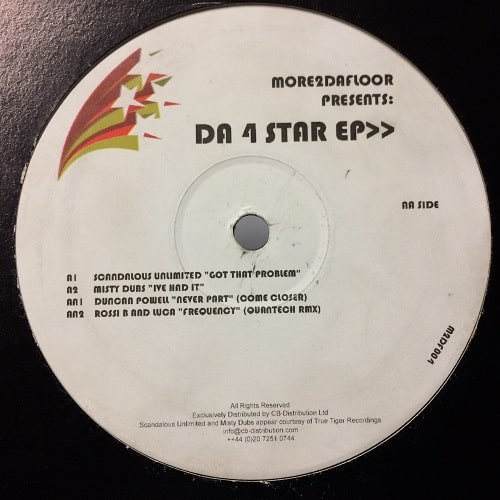 MORE2DAFLOOR
PRESENTS:
DA 4 STAR EP>>
AA SIDE
A1 SCANDALOUS UNLIMITED "GOT THAT PROBLEM"
A2 MISTY DUBS "IVE HAD IT"
AA1 DUNCAN POWELL "NEVER PART" (COME CLOSER)
AA2 ROSSI B AND LUCA "FREQUENCY" (QUANTECH RMX)
M2DF004
All Rights Reserved
Exclusively Distributed by CB-Distribution Ltd
Scandalous Unlimited and Misty Dubs appear courtesy of True Tiger Recordings
info@cb-distribution.com
++44 (0)20 7251 0744